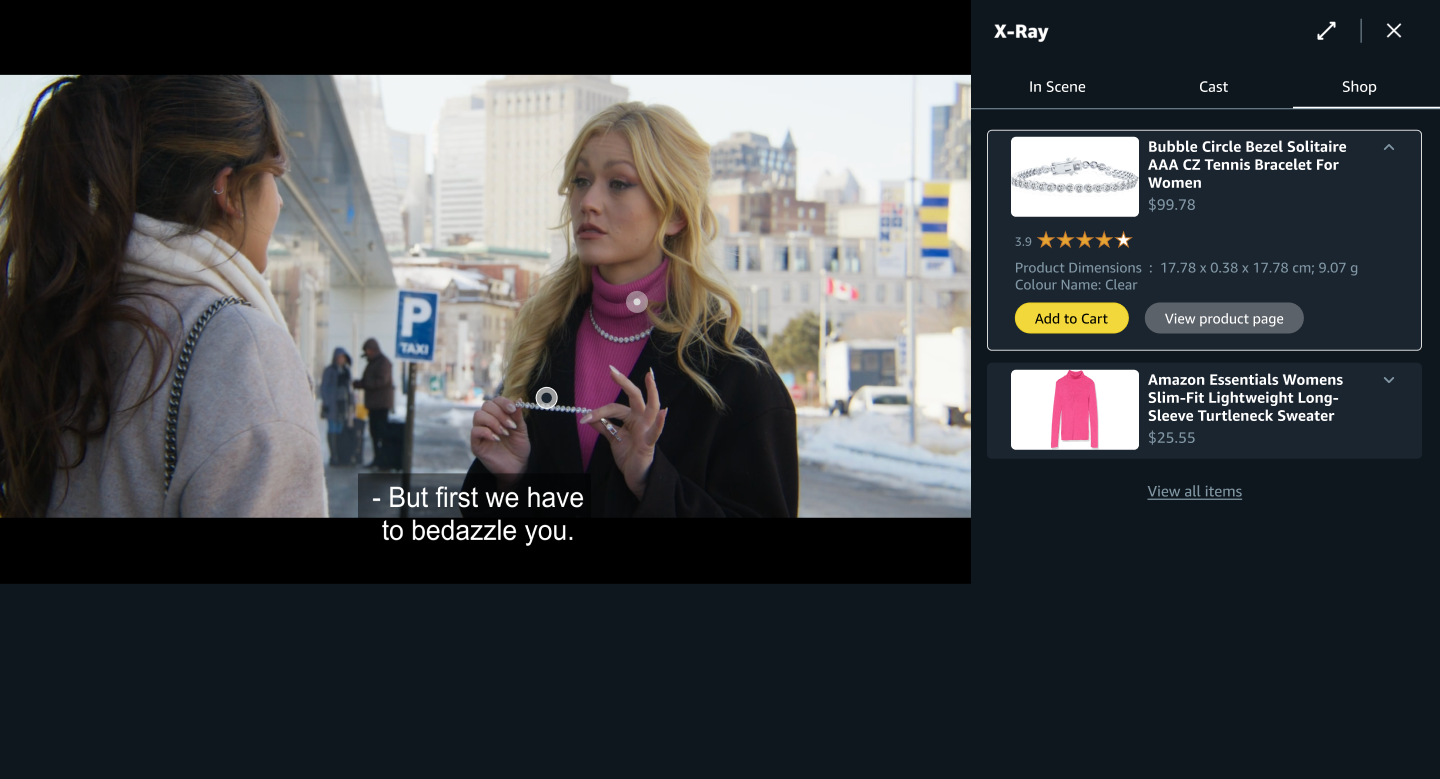 X-Ray
In Scene
Cast
Shop
Bubble Circle Bezel Solitaire
AAA CZ Tennis Bracelet For
Women
$99.78
3.9
Product Dimensions : 17.78 x 0.38 x 17.78 cm; 9.07 g
Colour Name: Clear
Add to Cart
View product page
Amazon Essentials Womens
Slim-Fit Lightweight Long-
Sleeve Turtleneck Sweater
$25.55
View all items
P
TAXI
- But first we have
to bedazzle you.